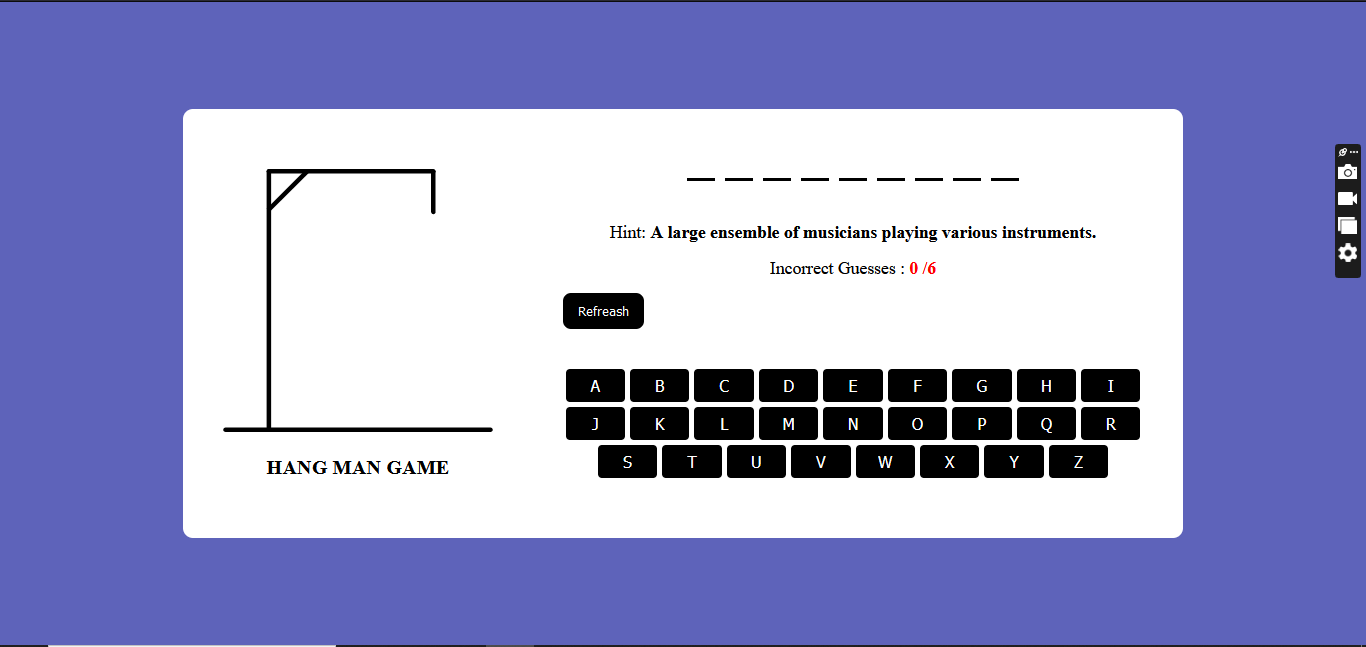 Hint: A large ensemble of musicians playing various instruments.
Incorrect Guesses : 0 /6
Refreash
A B C D E F G H I
J K L M N O P Q R
S T U V W X Y Z
HANG MAN GAME